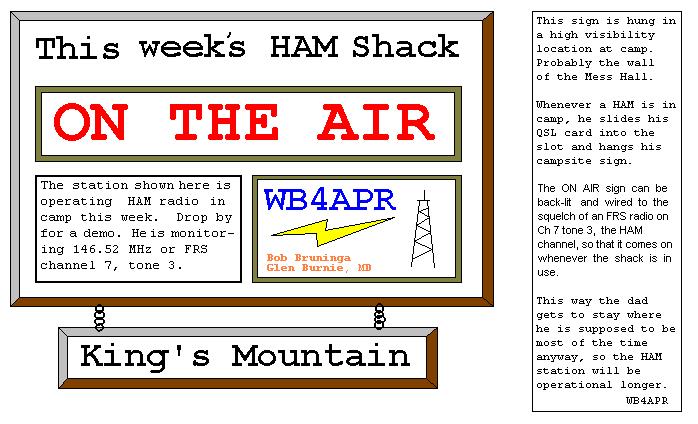 This week's HAM Shack
ON THE AIR
The station shown here is
operating HAM radio in
camp this week. Drop by
for a demo. He is monitor-
ing 146.52 MHz or FRS
channel 7, tone 3.
WB4APR
Bob Bruninga
Glen Burnie, MD
King's Mountain
This sign is hung in
a high visibility
location at camp.
Probably the wall
of the Mess Hall.
Whenever a HAM is in
camp, he slides his
QSL card into the
slot and hangs his
campsite sign.
The ON AIR sign can be
back-lit and wired to the
squelch of an FRS radio on
Ch 7 tone 3, the HAM
channel, so that it comes on
whenever the shack is in
use.
This way the dad
gets to stay where
he is supposed to be
most of the time
anyway, so the HAM
station will be
operational longer.
WB4APR